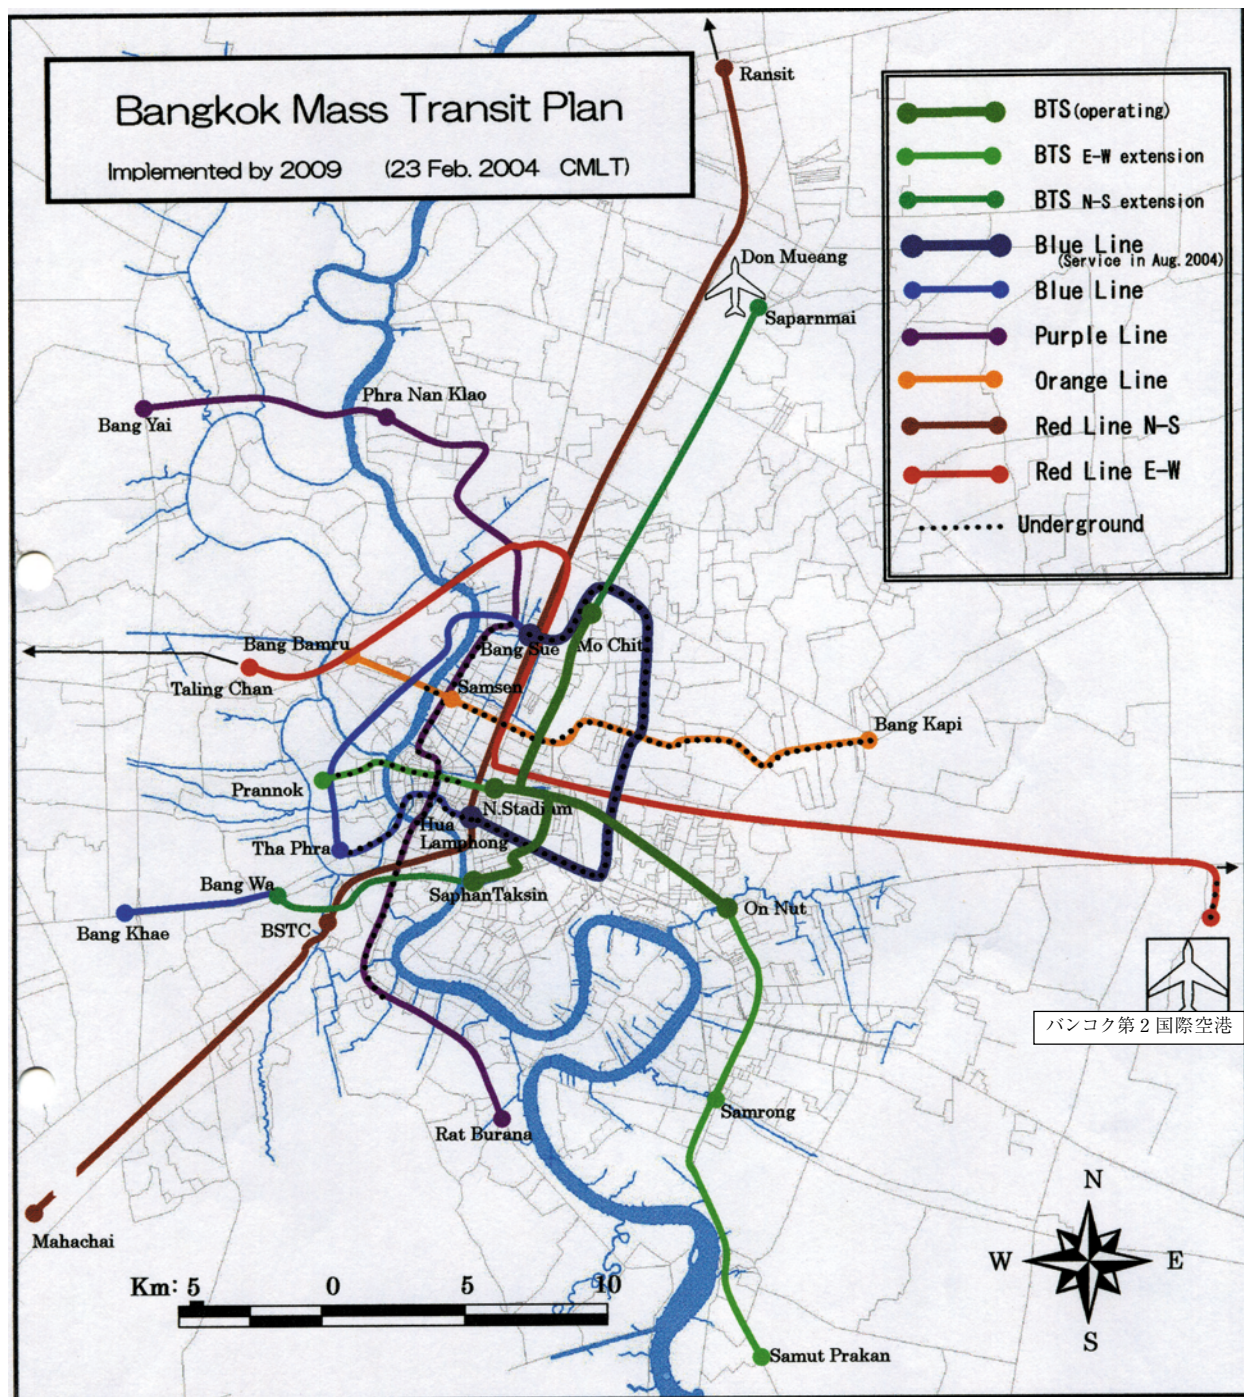 Bangkok Mass Transit Plan
Implemented by 2009 (23 Feb. 2004 CMLT)
BTS (operating)
BTS E-W extension
BTS N-S extension
Blue Line
(Service in Aug. 2004)
Blue Line
Purple Line
Orange Line
Red Line N-S
Red Line E-W
Underground
Ransit
Don Mueang
Saparnmai
Phra Nan Klao
Bang Yai
Bang Bamru
Bang Sue
Mo Chit
Taling Chan
Samsen
Bang Kapi
Prannok
N.Stadiam
Hua
Lamphong
Tha Phra
Bang Wa
SaphanTaksin
On Nut
Bang Khae
BSTC
バンコク第2国際空港
Samrong
Rat Burana
Mahachai
N
W
E
S
Km: 5 0 5 10
Samut Prakan